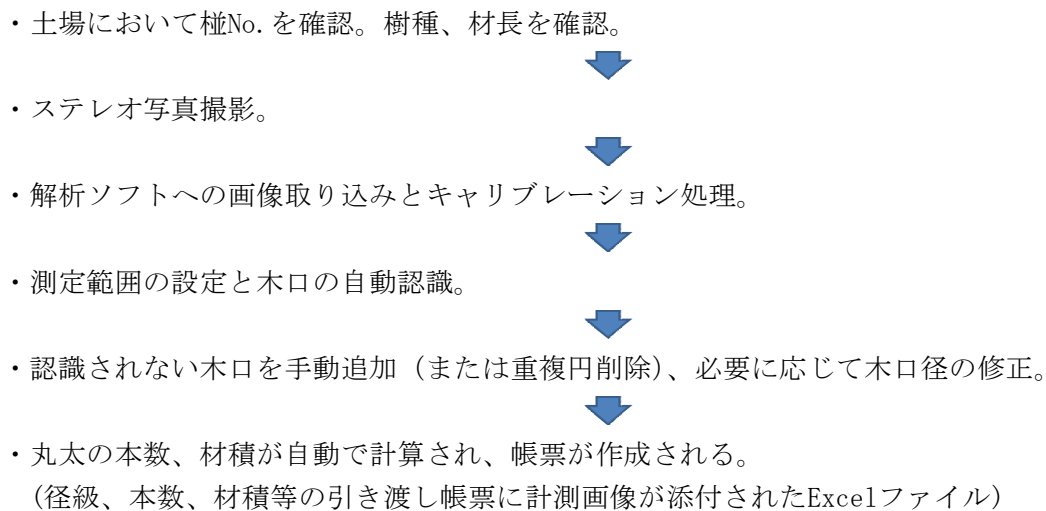 ・土場において椪No.を確認。樹種、材長を確認。
・ステレオ写真撮影。
・解析ソフトへの画像取り込みとキャリブレーション処理。
・測定範囲の設定と木口の自動認識。
・認識されない木口を手動追加（または重複円削除）、必要に応じて木口径の修正。
・丸太の本数、材積が自動で計算され、帳票が作成される。
（径級、本数、材積等の引き渡し帳票に計測画像が添付されたExcelファイル）